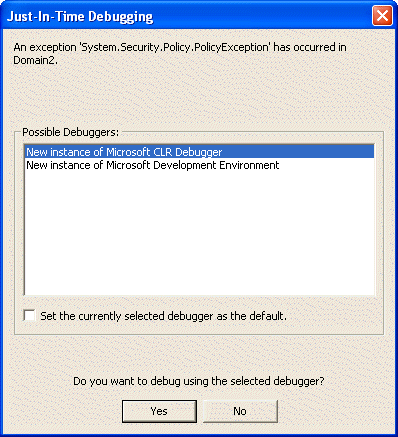 Just-In-Time Debugging
An exception 'System.Security.Policy.PolicyException' has occurred in
Domain2.
Possible Debuggers:
New instance of Microsoft CLR Debugger
New instance of Microsoft Development Environment
Set the currently selected debugger as the default.
Do you want to debug using the selected debugger?
Yes
No